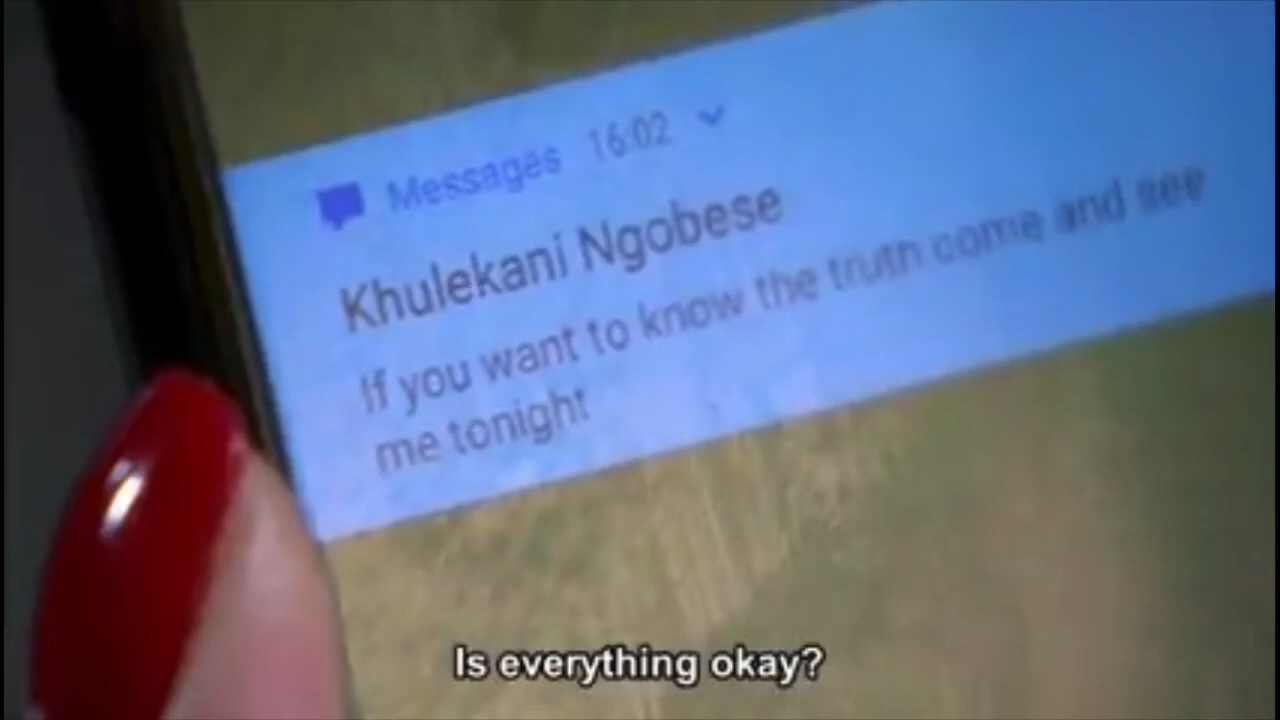 Messages 16:02
Khulekani Ngobese
If you want to know the truth come and see
me tonight
Is everything okay?